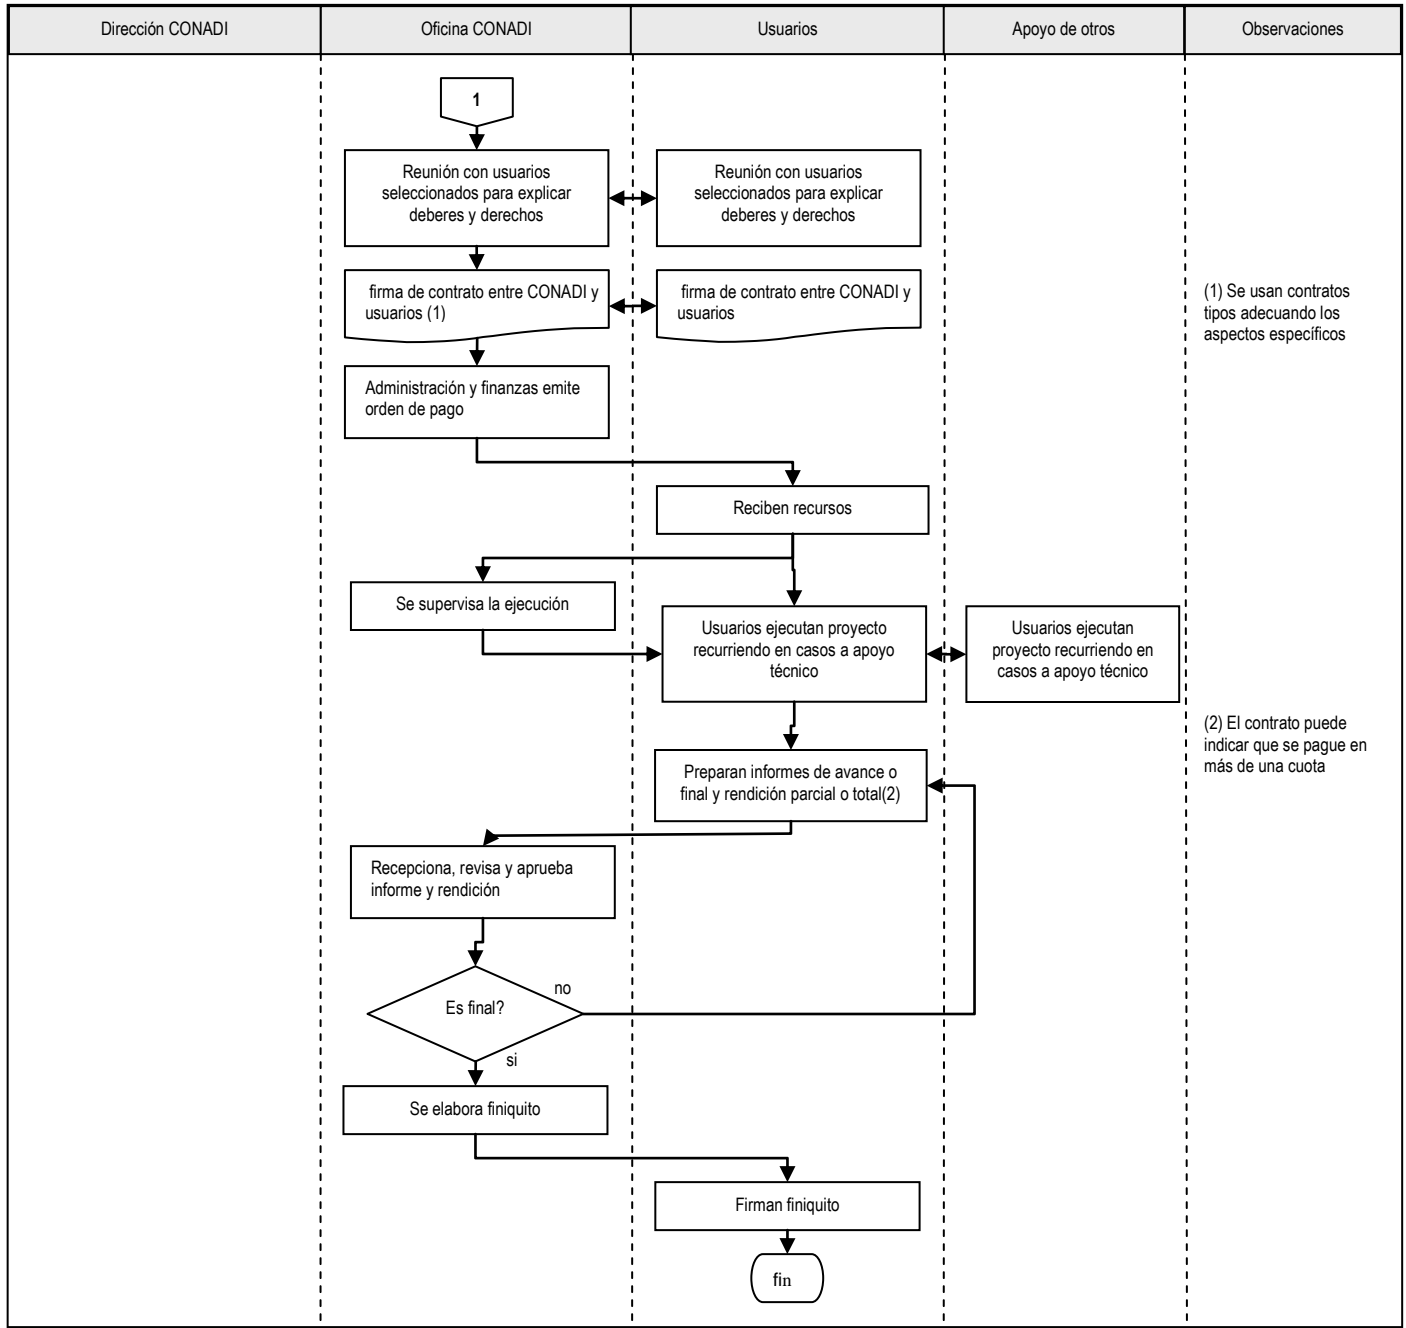 Dirección CONADI
Oficina CONADI
Usuarios
Apoyo de otros
Observaciones
1
Reunión con usuarios
seleccionados para explicar
deberes y derechos
Reunión con usuarios
seleccionados para explicar
deberes y derechos
firma de contrato entre CONADI y
usuarios (1)
firma de contrato entre CONADI y
usuarios
(1) Se usan contratos
tipos adecuando los
aspectos específicos
Administración y finanzas emite
orden de pago
Reciben recursos
Se supervisa la ejecución
Usuarios ejecutan proyecto
recurriendo en casos a apoyo
técnico
Usuarios ejecutan
proyecto recurriendo en
casos a apoyo técnico
(2) El contrato puede
indicar que se pague en
más de una cuota
Preparan informes de avance o
final y rendición parcial o total(2)
Recepciona, revisa y aprueba
informe y rendición
Es final?
no
si
Se elabora finiquito
Firman finiquito
fin